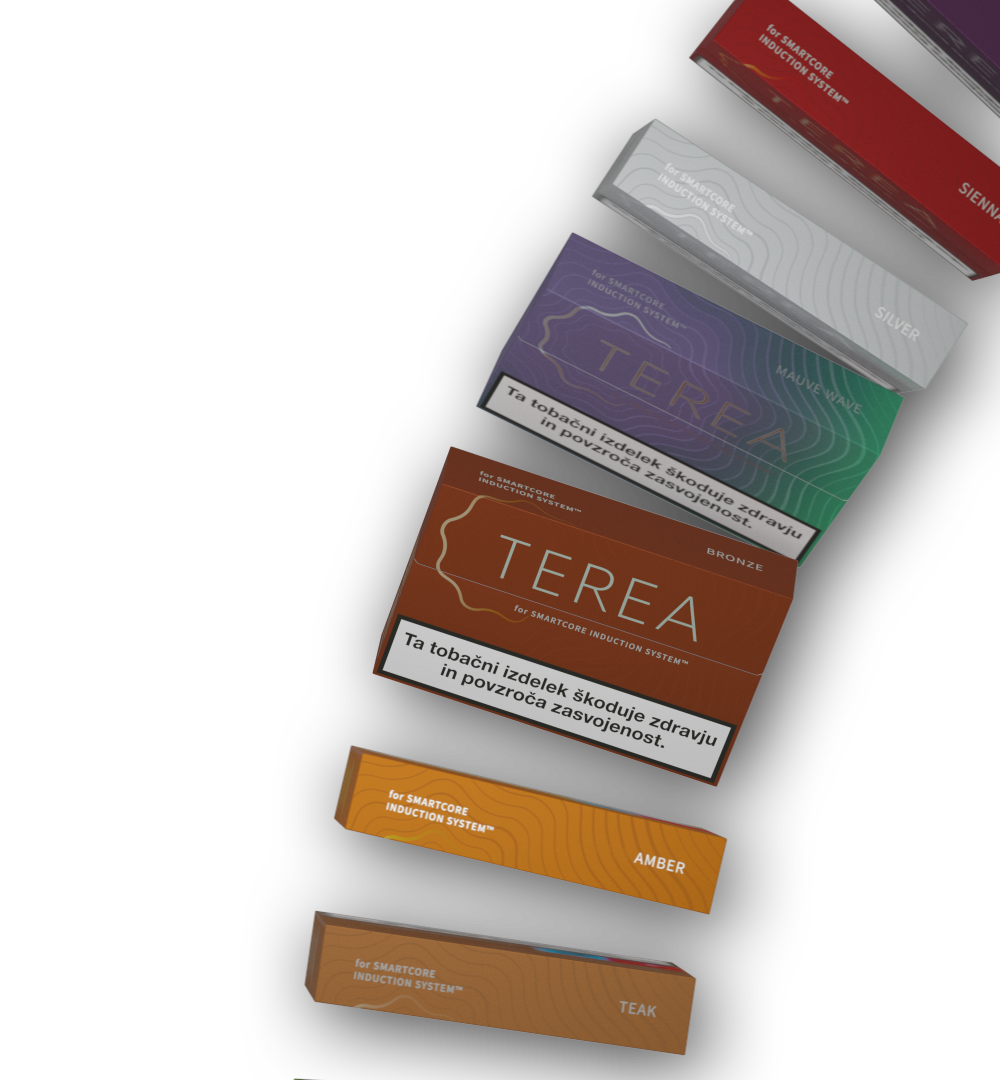 for SMARTCORE
INDUCTION SYSTEM™
TEREA
SIENNA
for SMARTCORE
INDUCTION SYSTEM™
SILVER
for SMARTCORE
INDUCTION SYSTEM™
MAUVE WAVE
TEREA
Ta tobačni izdelek škoduje zdravju
in povzroča zasvojenost.
for SMARTCORE
INDUCTION SYSTEM™
BRONZE
TEREA
for SMARTCORE INDUCTION SYSTEM™
Ta tobačni izdelek škoduje zdravju
in povzroča zasvojenost.
for SMARTCORE
INDUCTION SYSTEM™
AMBER
for SMARTCORE
INDUCTION SYSTEM™
TEAK